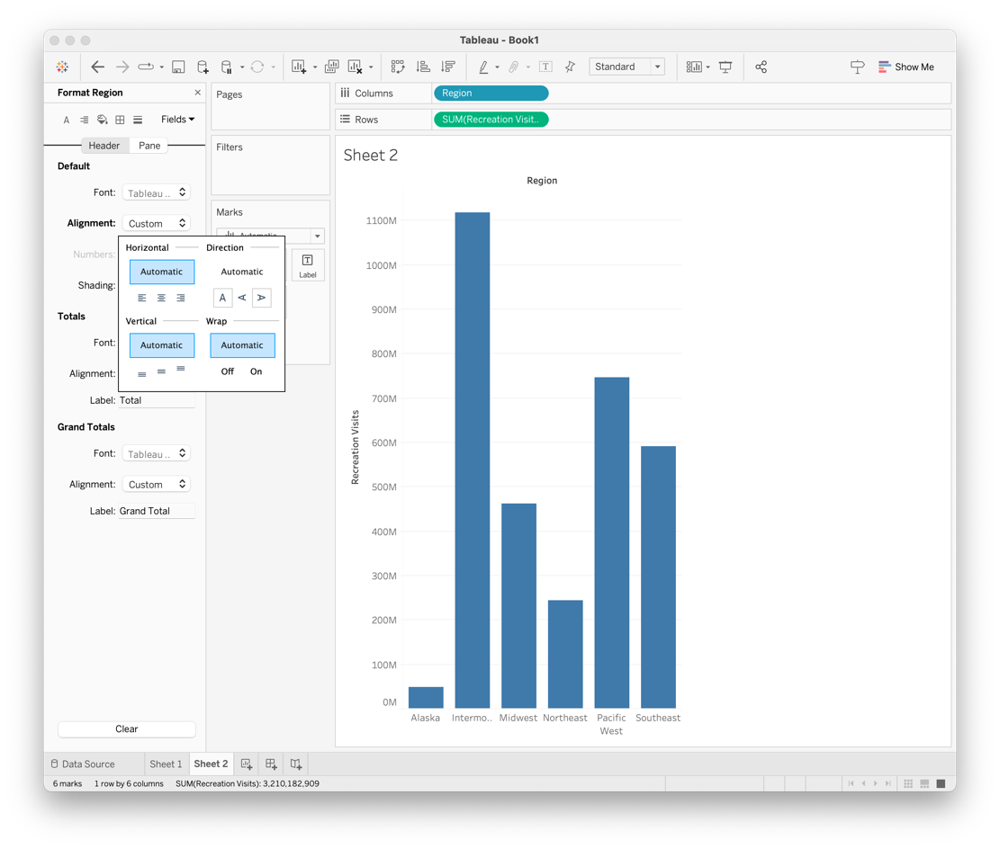 Tableau - Book1
Standard
Show Me
Format Region
Fields
Header
Pane
Default
Font: Tableau ..
Alignment: Custom
Horizontal
Direction
Automatic
Automatic
A A A
Vertical
Wrap
Automatic
Automatic
Off On
Numbers:
Shading:
Totals
Font:
Alignment:
Label: Total
Grand Totals
Font: Tableau ..
Alignment: Custom
Label: Grand Total
Clear
Pages
Filters
Marks
Automatic
T
Label
Columns
Region
Rows
SUM(Recreation Visit..
Sheet 2
Region
1100M
1000M
900M
800M
700M
600M
500M
400M
300M
200M
100M
0M
Recreation Visits
Alaska Intermo.. Midwest Northeast Pacific Southeast
West
Data Source
Sheet 1
Sheet 2
6 marks
1 row by 6 columns
SUM(Recreation Visits): 3,210,182,909